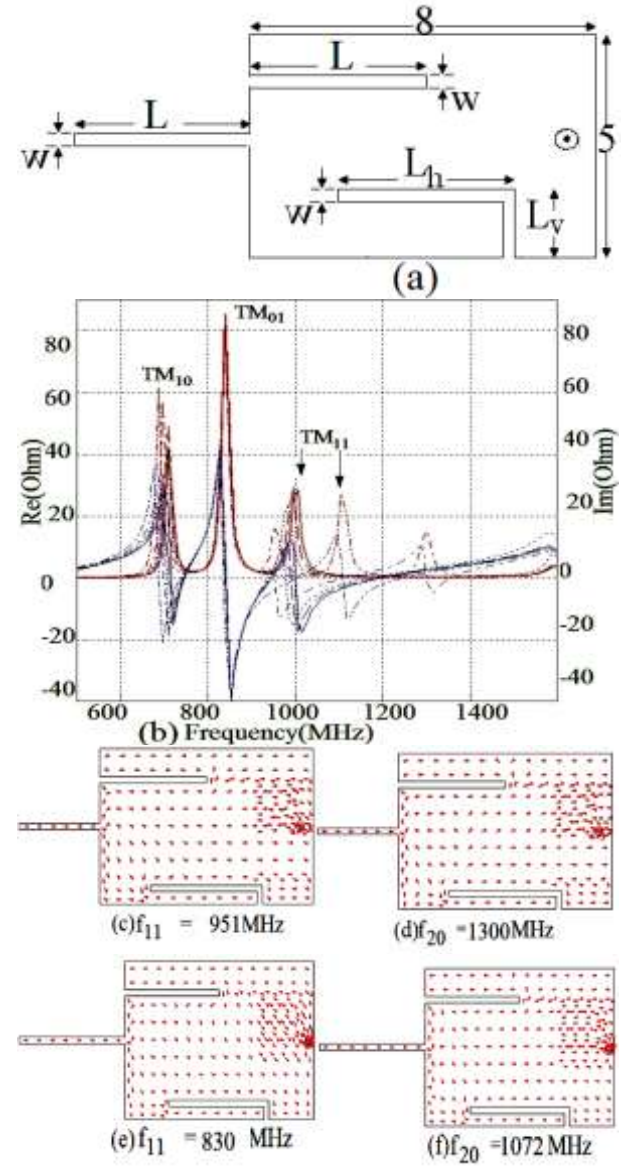 8
L
w
L
w
5
L_h
w
L_v
(a)
TM_01
80
80
TM_10
60
60
40
TM_11
40
Re(Ohm)
Im(Ohm)
20
20
0
0
-20
-20
-40
-40
600 800 1000 1200 1400
(b) Frequency(MHz)
(c)f_11 = 951MHz
(d)f_20 =1300MHz
(e)f_11 =830 MHz
(f)f_20 =1072MHz